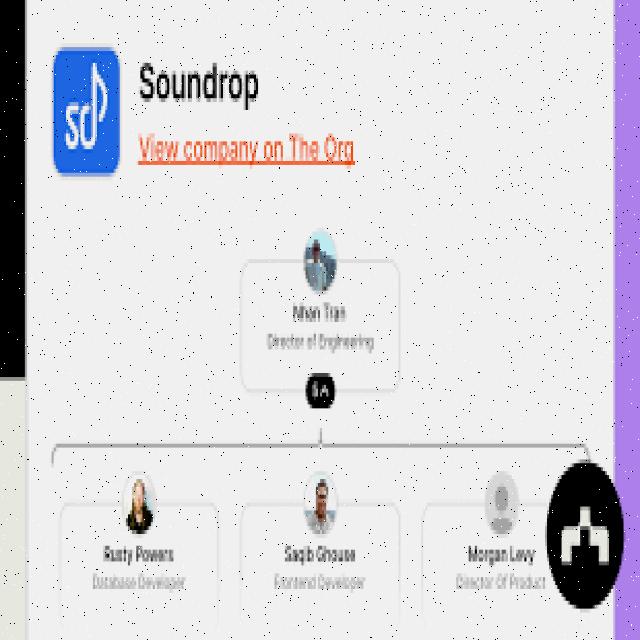 Soundrop
View company on The Org
Nhan Tran
Director of Engineering
Rusty Powers
Saqib Ghouse
Morgan Levy
Database Developer
Frontend Developer
Director Of Product